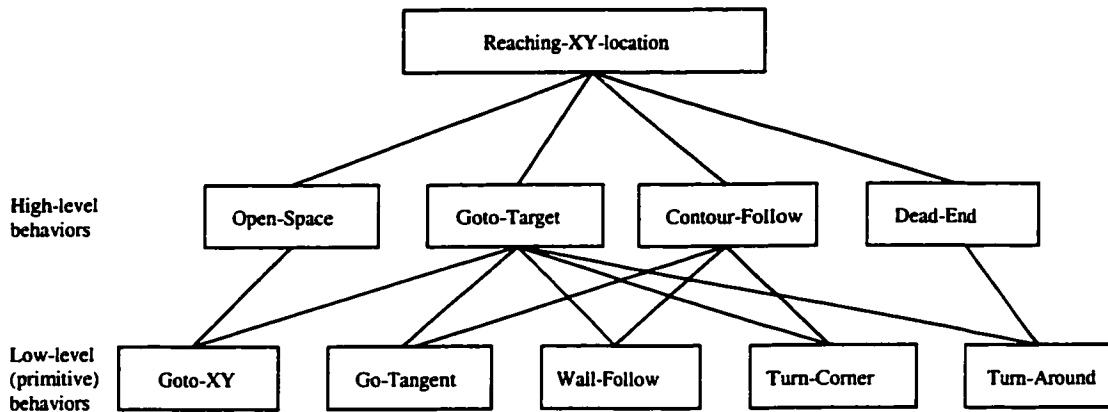 Reaching-XY-location
High-level
behaviors
Open-Space
Goto-Target
Contour-Follow
Dead-End
Low-level
(primitive)
behaviors
Goto-XY
Go-Tangent
Wall-Follow
Turn-Corner
Turn-Around